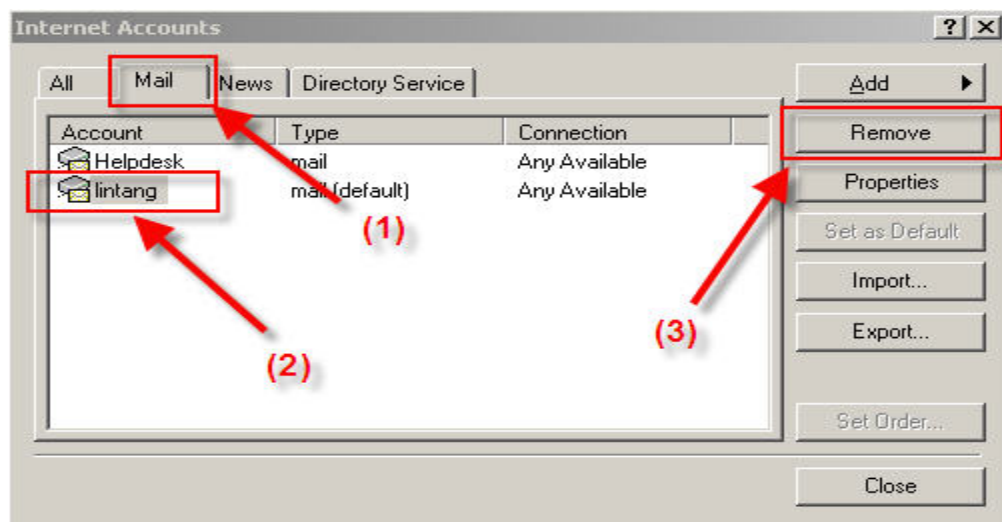 Internet Accounts
All Mail News Directory Service
Account Type Connection
Helpdesk mail Any Available
lintang mail (default) Any Available
(1)
(2)
(3)
Add
Remove
Properties
Set as Default
Import...
Export...
Set Order...
Close